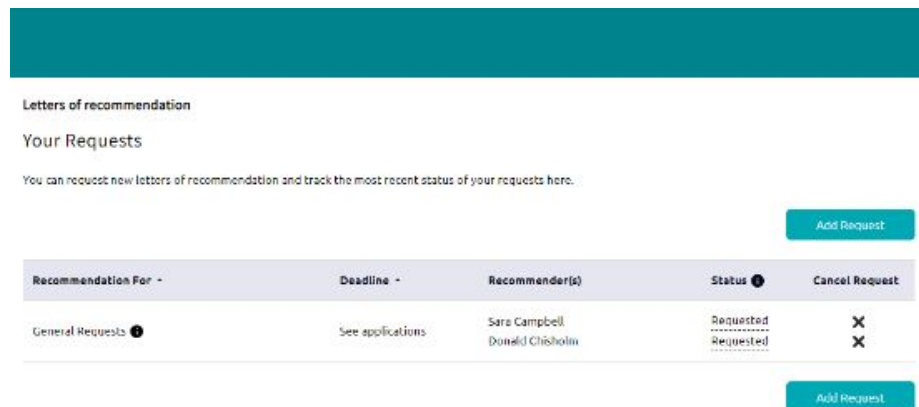 Letters of recommendation
Your Requests
You can request new letters of recommendation and track the most recent status of your requests here.
Add Request
Recommendation For - Deadline - Recommender(s) Status Cancel Request
General Requests See applications Sara Campbell Requested
Donald Chisholm Requested
Add Request